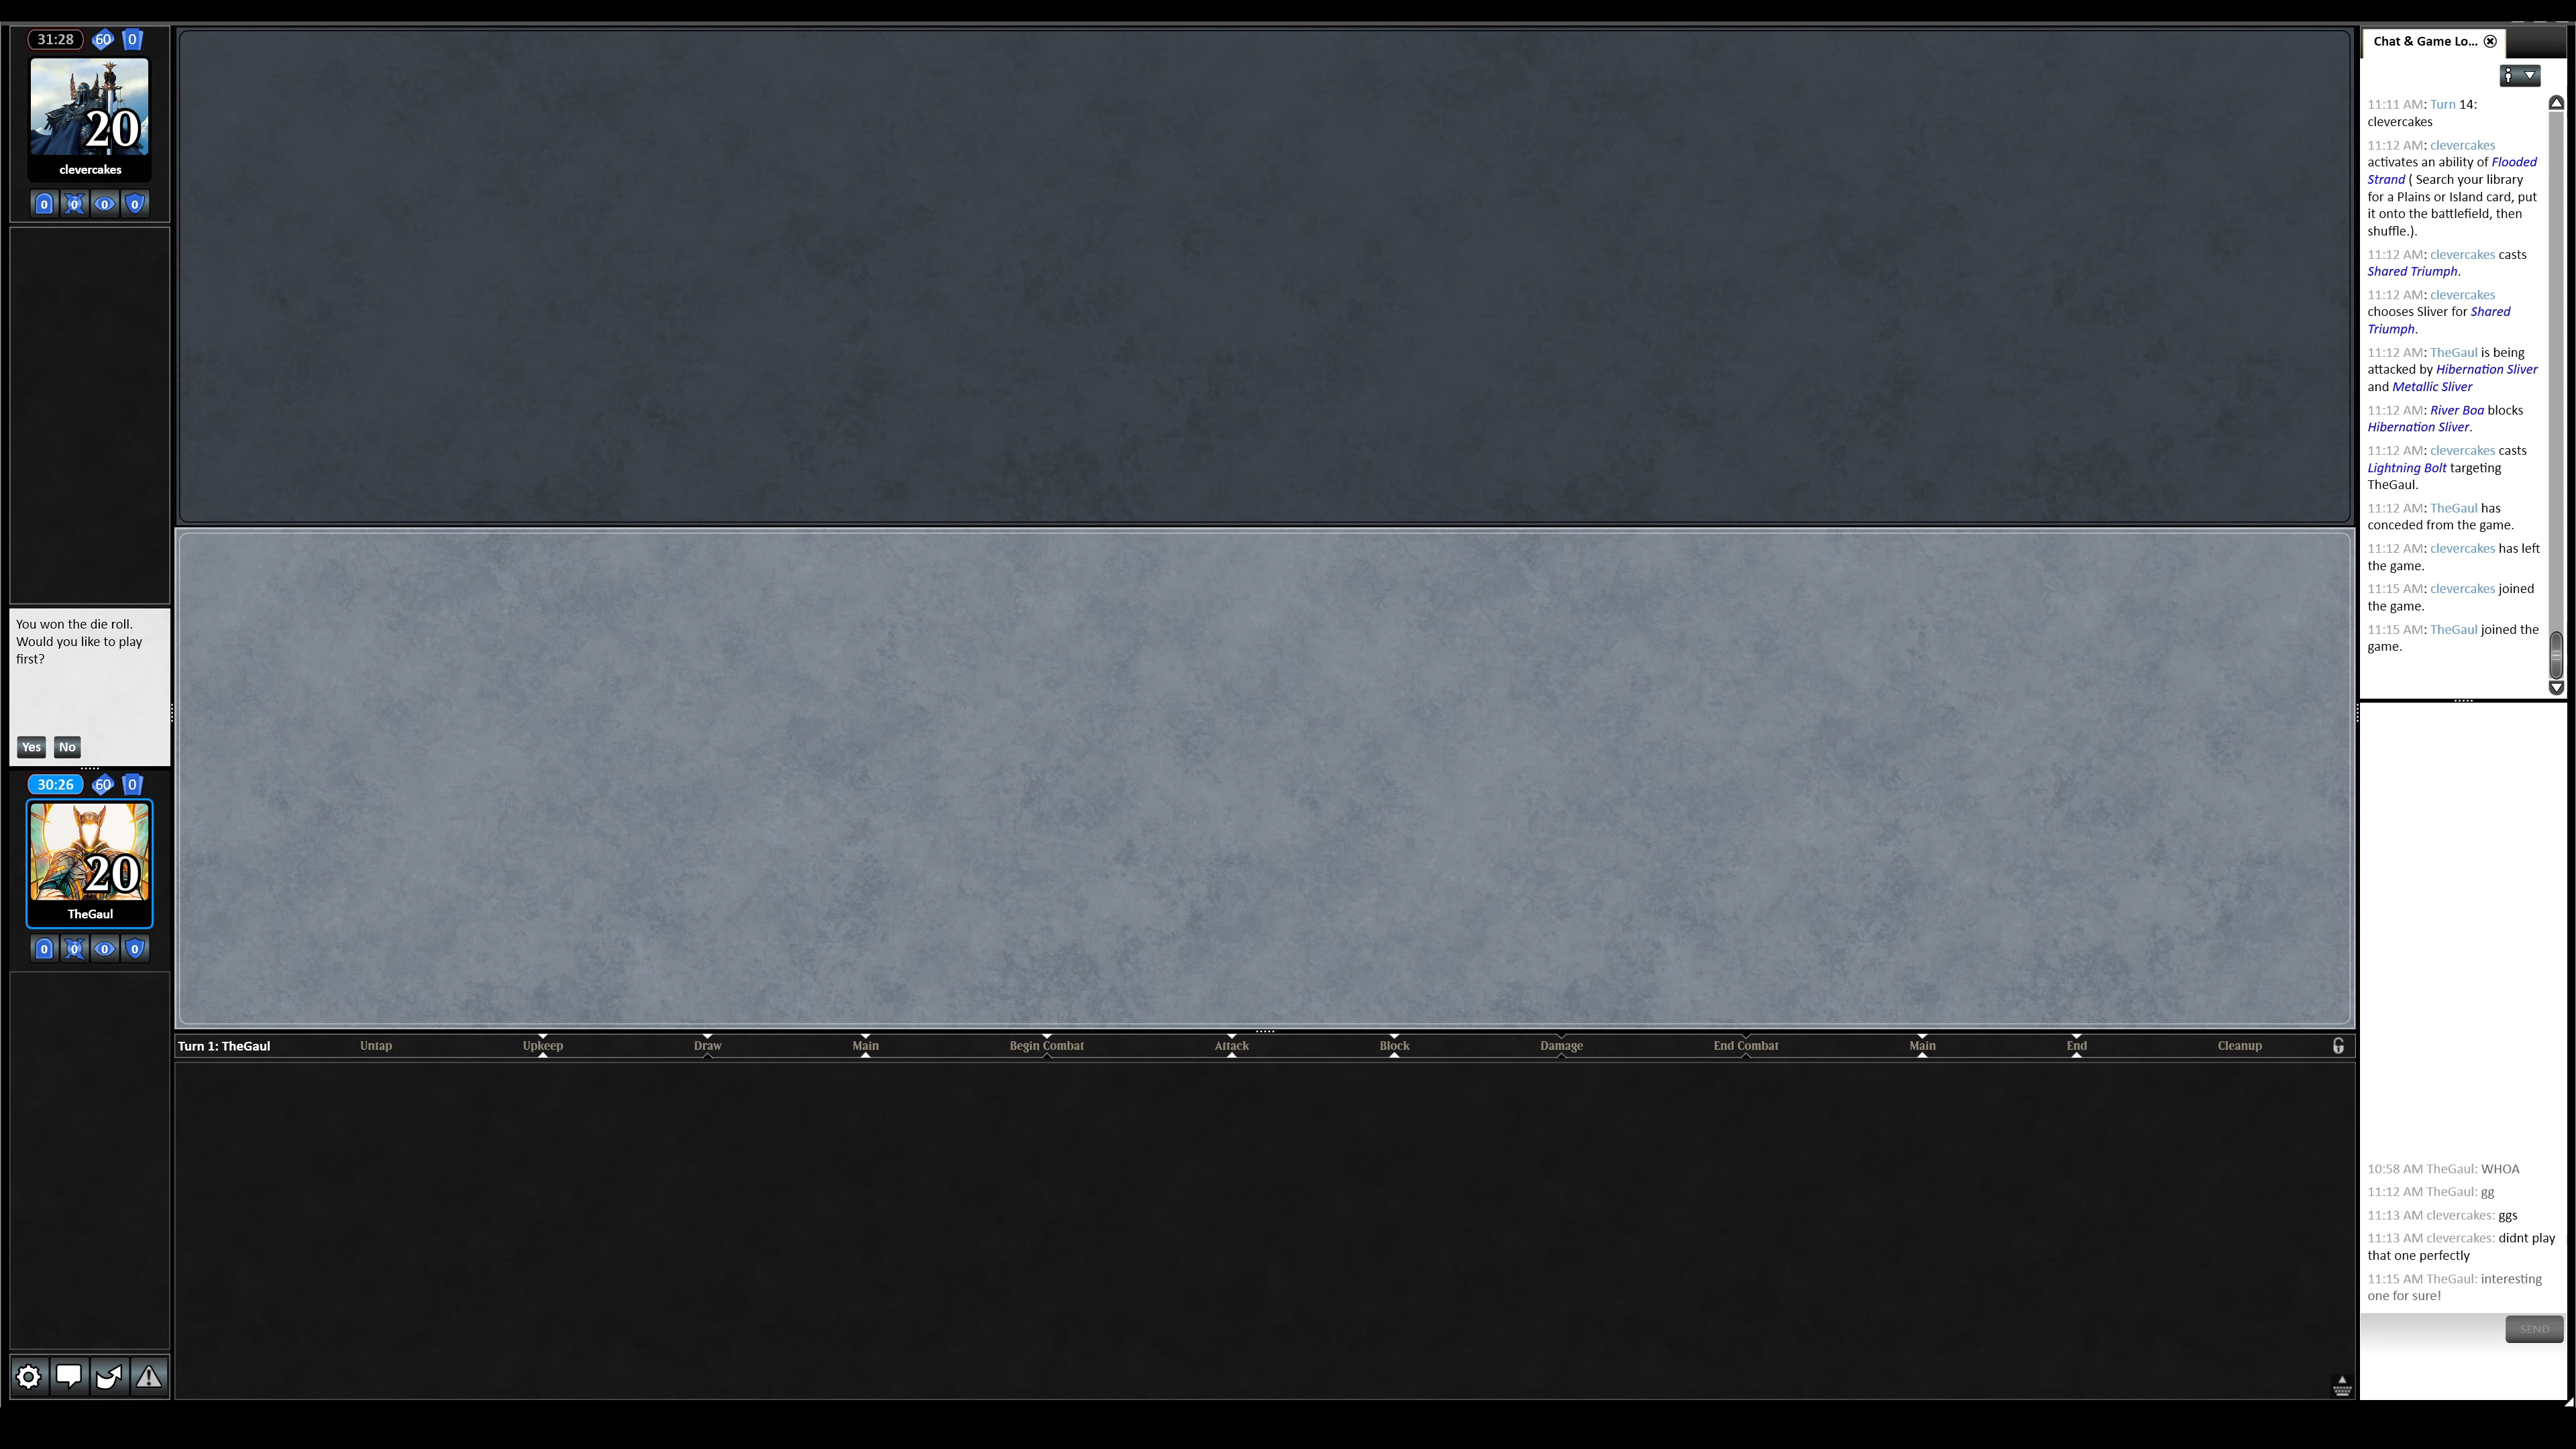 31:28 60 0
20
clevercakes
0 0 0 0
You won the die roll.
Would you like to play
first?
Yes No
30:26 60 0
20
TheGaul
0 0 0 0
Turn 1: TheGaul Untap Upkeep Draw Main Begin Combat Attack Block Damage End Combat Main End Cleanup
Chat & Game Lo...
11:11 AM: Turn 14:
clevercakes
11:12 AM: clevercakes
activates an ability of Flooded
Strand ( Search your library
for a Plains or Island card, put
it onto the battlefield, then
shuffle.).
11:12 AM: clevercakes casts
Shared Triumph.
11:12 AM: clevercakes
chooses Sliver for Shared
Triumph.
11:12 AM: TheGaul is being
attacked by Hibernation Sliver
and Metallic Sliver
11:12 AM: River Boa blocks
Hibernation Sliver.
11:12 AM: clevercakes casts
Lightning Bolt targeting
TheGaul.
11:12 AM: TheGaul has
conceded from the game.
11:12 AM: clevercakes has left
the game.
11:15 AM: clevercakes joined
the game.
11:15 AM: TheGaul joined the
game.
10:58 AM TheGaul: WHOA
11:12 AM TheGaul: gg
11:13 AM clevercakes: ggs
11:13 AM clevercakes: didnt play
that one perfectly
11:15 AM TheGaul: interesting
one for sure!
SEND